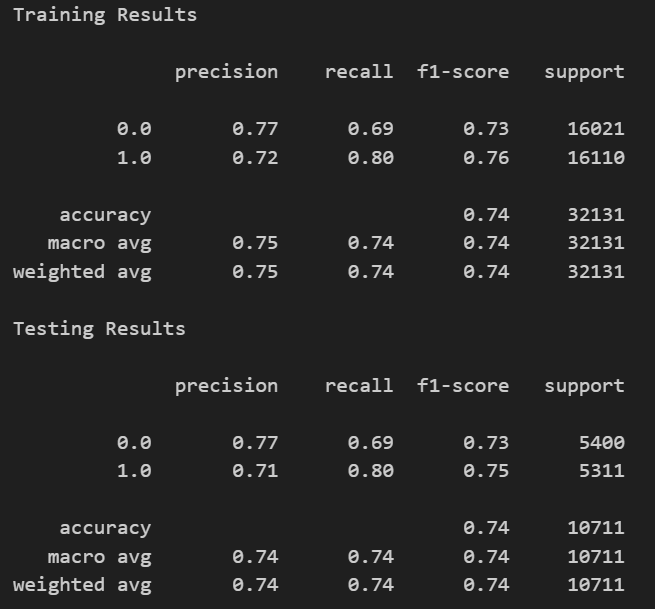 Training Results
precision recall f1-score support
0.0 0.77 0.69 0.73 16021
1.0 0.72 0.80 0.76 16110
accuracy 0.74 32131
macro avg 0.75 0.74 0.74 32131
weighted avg 0.75 0.74 0.74 32131
Testing Results
precision recall f1-score support
0.0 0.77 0.69 0.73 5400
1.0 0.71 0.80 0.75 5311
accuracy 0.74 10711
macro avg 0.74 0.74 0.74 10711
weighted avg 0.74 0.74 0.74 10711